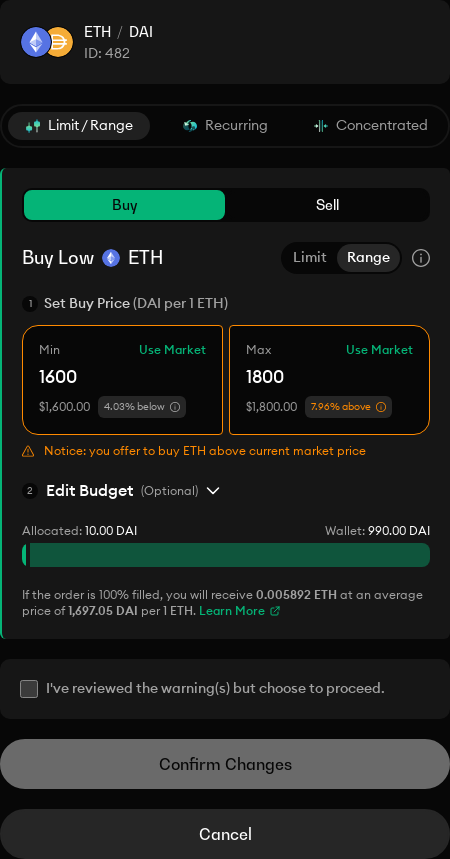 ETH / DAI
ID: 482
Limit / Range
Recurring
Concentrated
Buy
Sell
Buy Low ETH
Limit
Range
1 Set Buy Price (DAI per 1 ETH)
Min
Use Market
1600
$1,600.00
4.03% below
Max
Use Market
1800
$1,800.00
7.96% above
Notice: you offer to buy ETH above current market price
2 Edit Budget (Optional)
Allocated: 10.00 DAI
Wallet: 990.00 DAI
If the order is 100% filled, you will receive 0.005892 ETH at an average
price of 1,697.05 DAI per 1 ETH. Learn More
I've reviewed the warning(s) but choose to proceed.
Confirm Changes
Cancel